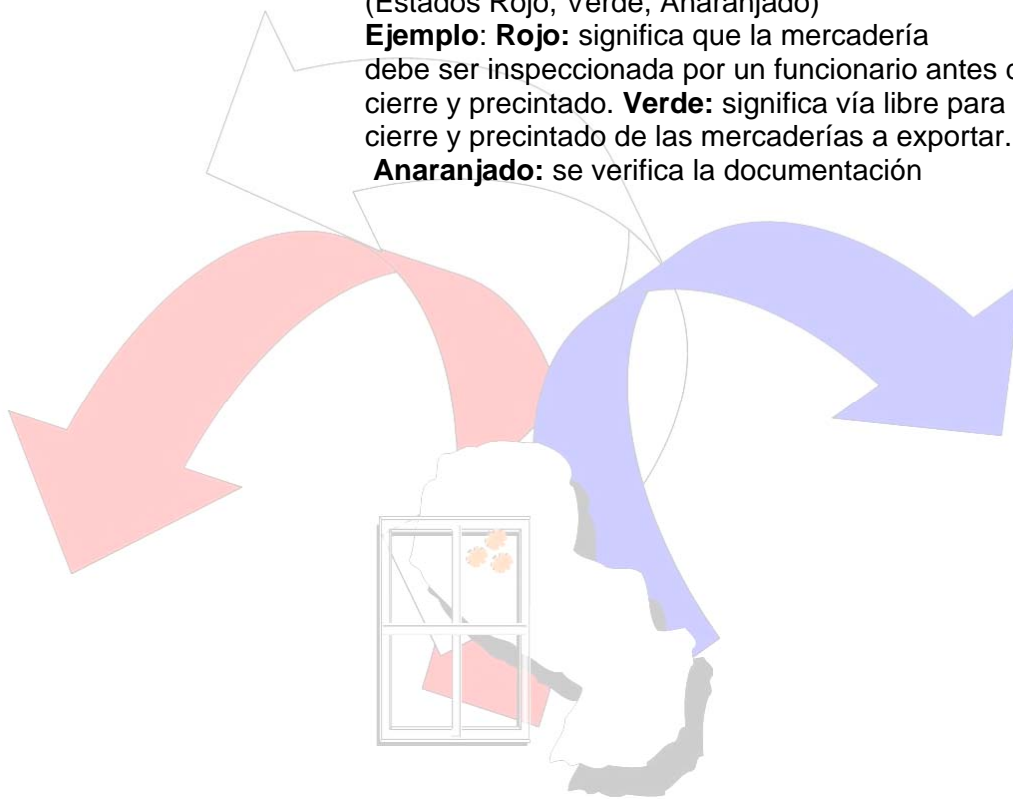 (Estados Rojo, Verde, Anaranjado)
Ejemplo: Rojo: significa que la mercadería
debe ser inspeccionada por un funcionario antes
cierre y precintado. Verde: significa vía libre para
cierre y precintado de las mercaderías a exportar.
Anaranjado: se verifica la documentación